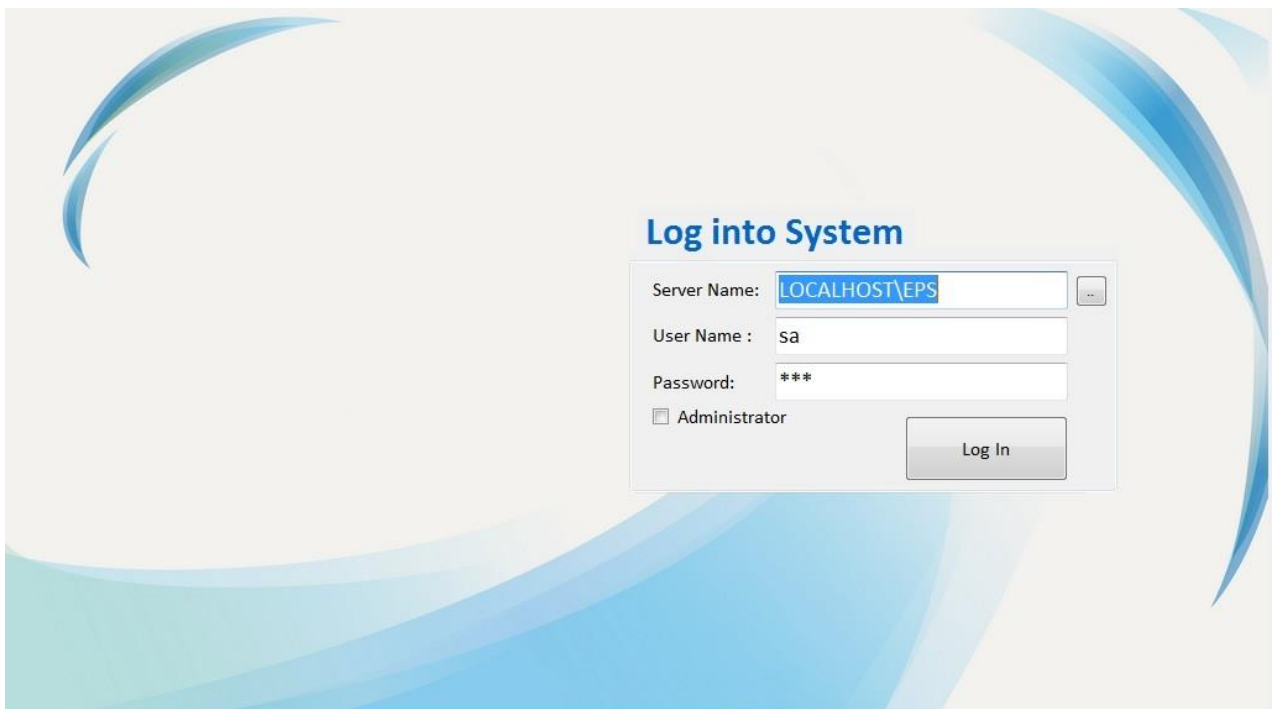 Log into System
Server Name: LOCALHOST\EPS ..
User Name : sa
Password: ***
Administrator
Log In